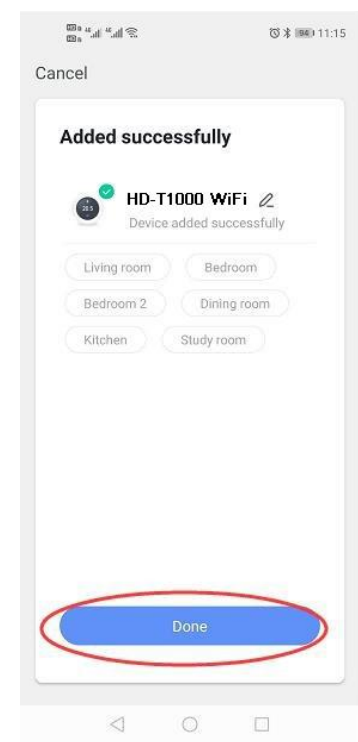 11:15
Cancel
Added successfully
HD-T1000 WiFi
Device added successfully
Living room Bedroom
Bedroom 2 Dining room
Kitchen Study room
Done